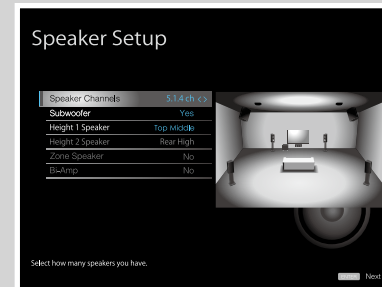 Speaker Setup
Speaker Channels 5.1.4 ch <>
Subwoofer Yes
Height 1 Speaker Top Middle
Height 2 Speaker Rear High
Zone Speaker No
Bi-Amp No
Select how many speakers you have.
Next